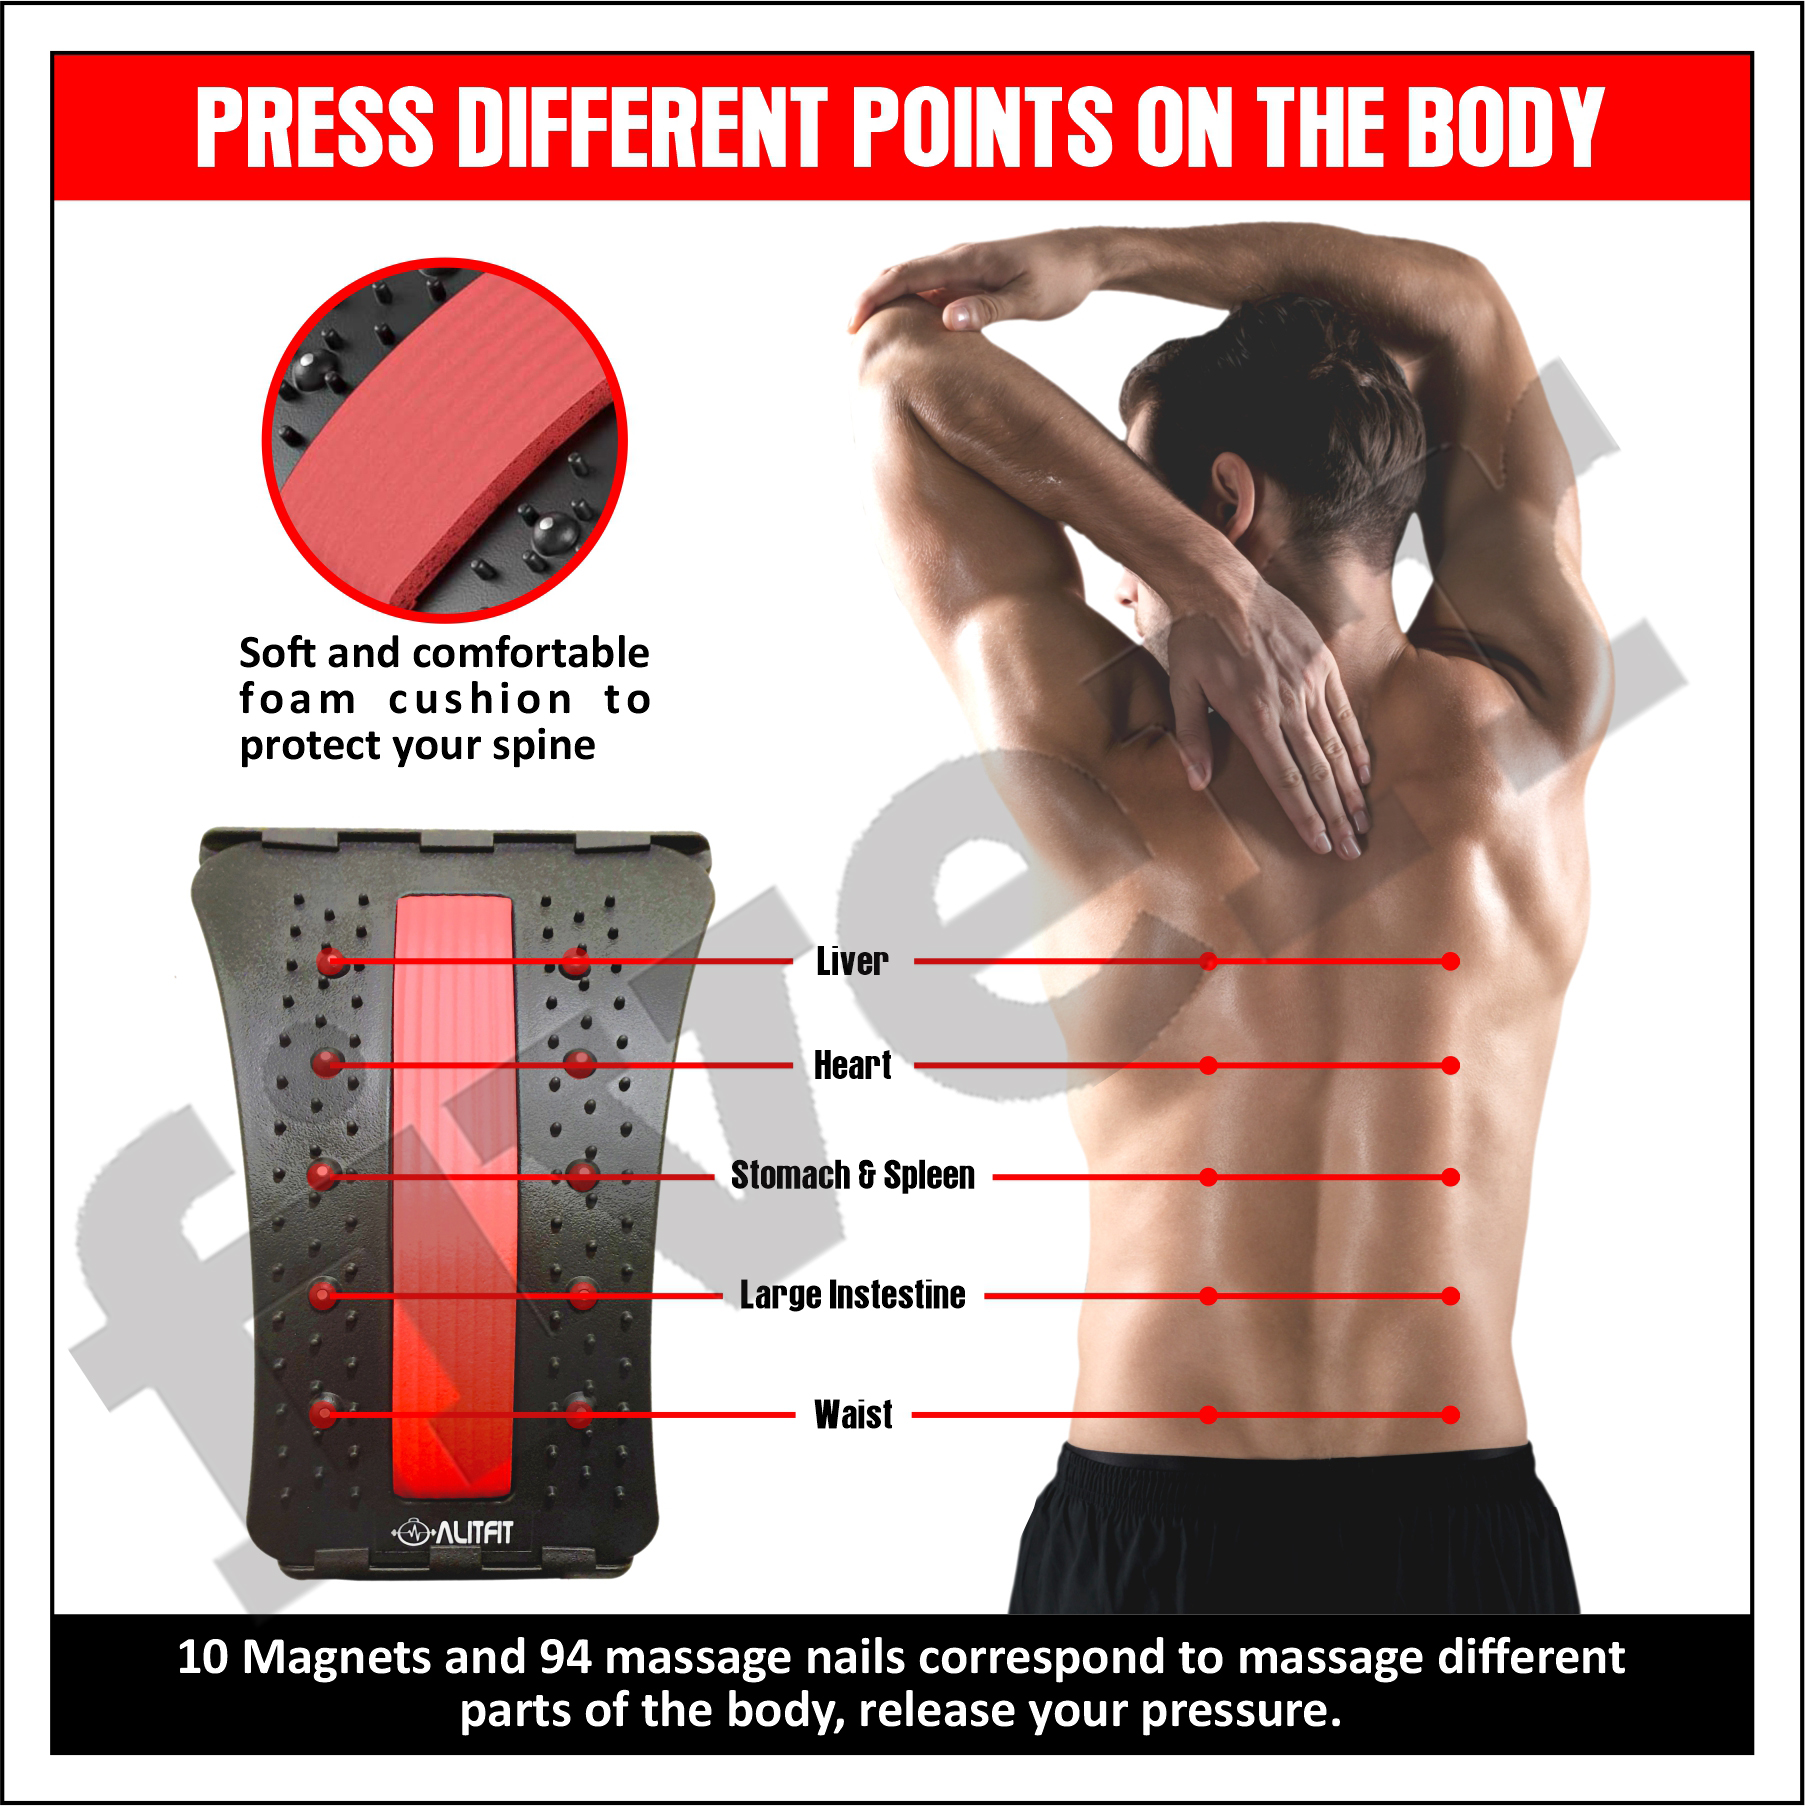 PRESS DIFFERENT POINTS ON THE BODY
Soft and comfortable
foam cushion to
protect your spine
Liver
Heart
Stomach & Spleen
Large Instestine
Waist
ALITFIT
10 Magnets and 94 massage nails correspond to massage different
parts of the body, release your pressure.
fiverr